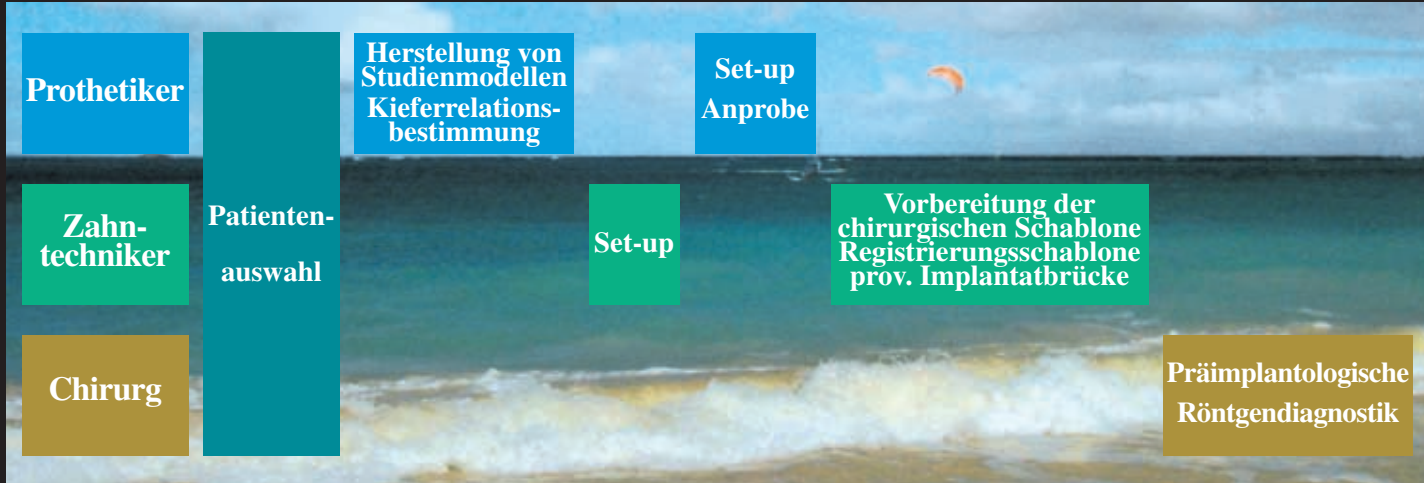 Prothetiker
Zahn-
techniker
Chirurg
Patienten-
auswahl
Herstellung von
Studienmodellen
Kieferrelations-
bestimmung
Set-up
Set-up
Anprobe
Vorbereitung der
chirurgischen Schablone
Registrierungsschablone
prov. Implantatbrücke
Präimplantologische
Röntgendiagnostik